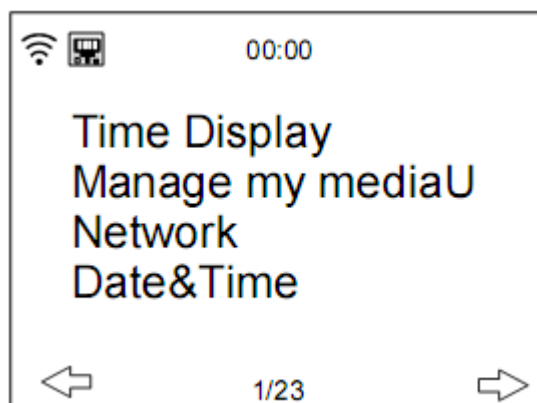 00:00
Time Display
Manage my mediaU
Network
Date&Time
1/23